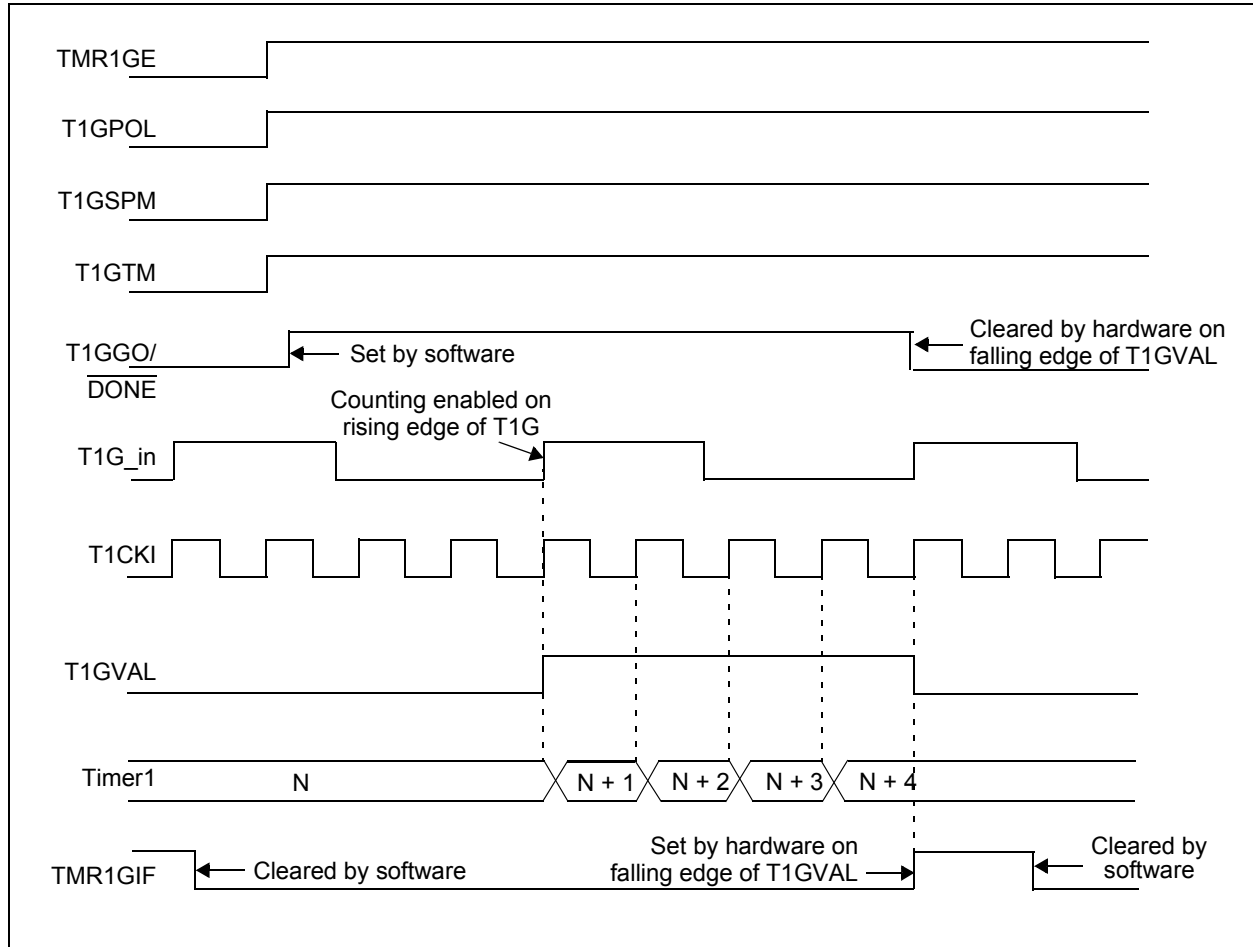 TMR1GE
T1GPOL
T1GSPM
T1GTM
T1GGO/
DONE
Set by software
Cleared by hardware on
falling edge of T1GVAL
Counting enabled on
rising edge of T1G
T1G_in
T1CKI
T1GVAL
Timer1
N
N + 1
N + 2
N + 3
N + 4
TMR1GIF
Cleared by software
Set by hardware on
falling edge of T1GVAL
Cleared by
software